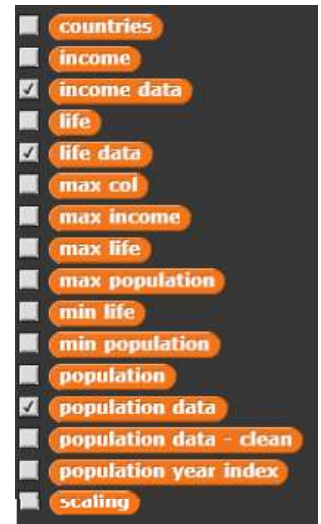 countries
income
income data
life
life data
max col
max income
max life
max population
min life
min population
population
population data
population data - clean
population year index
scaling